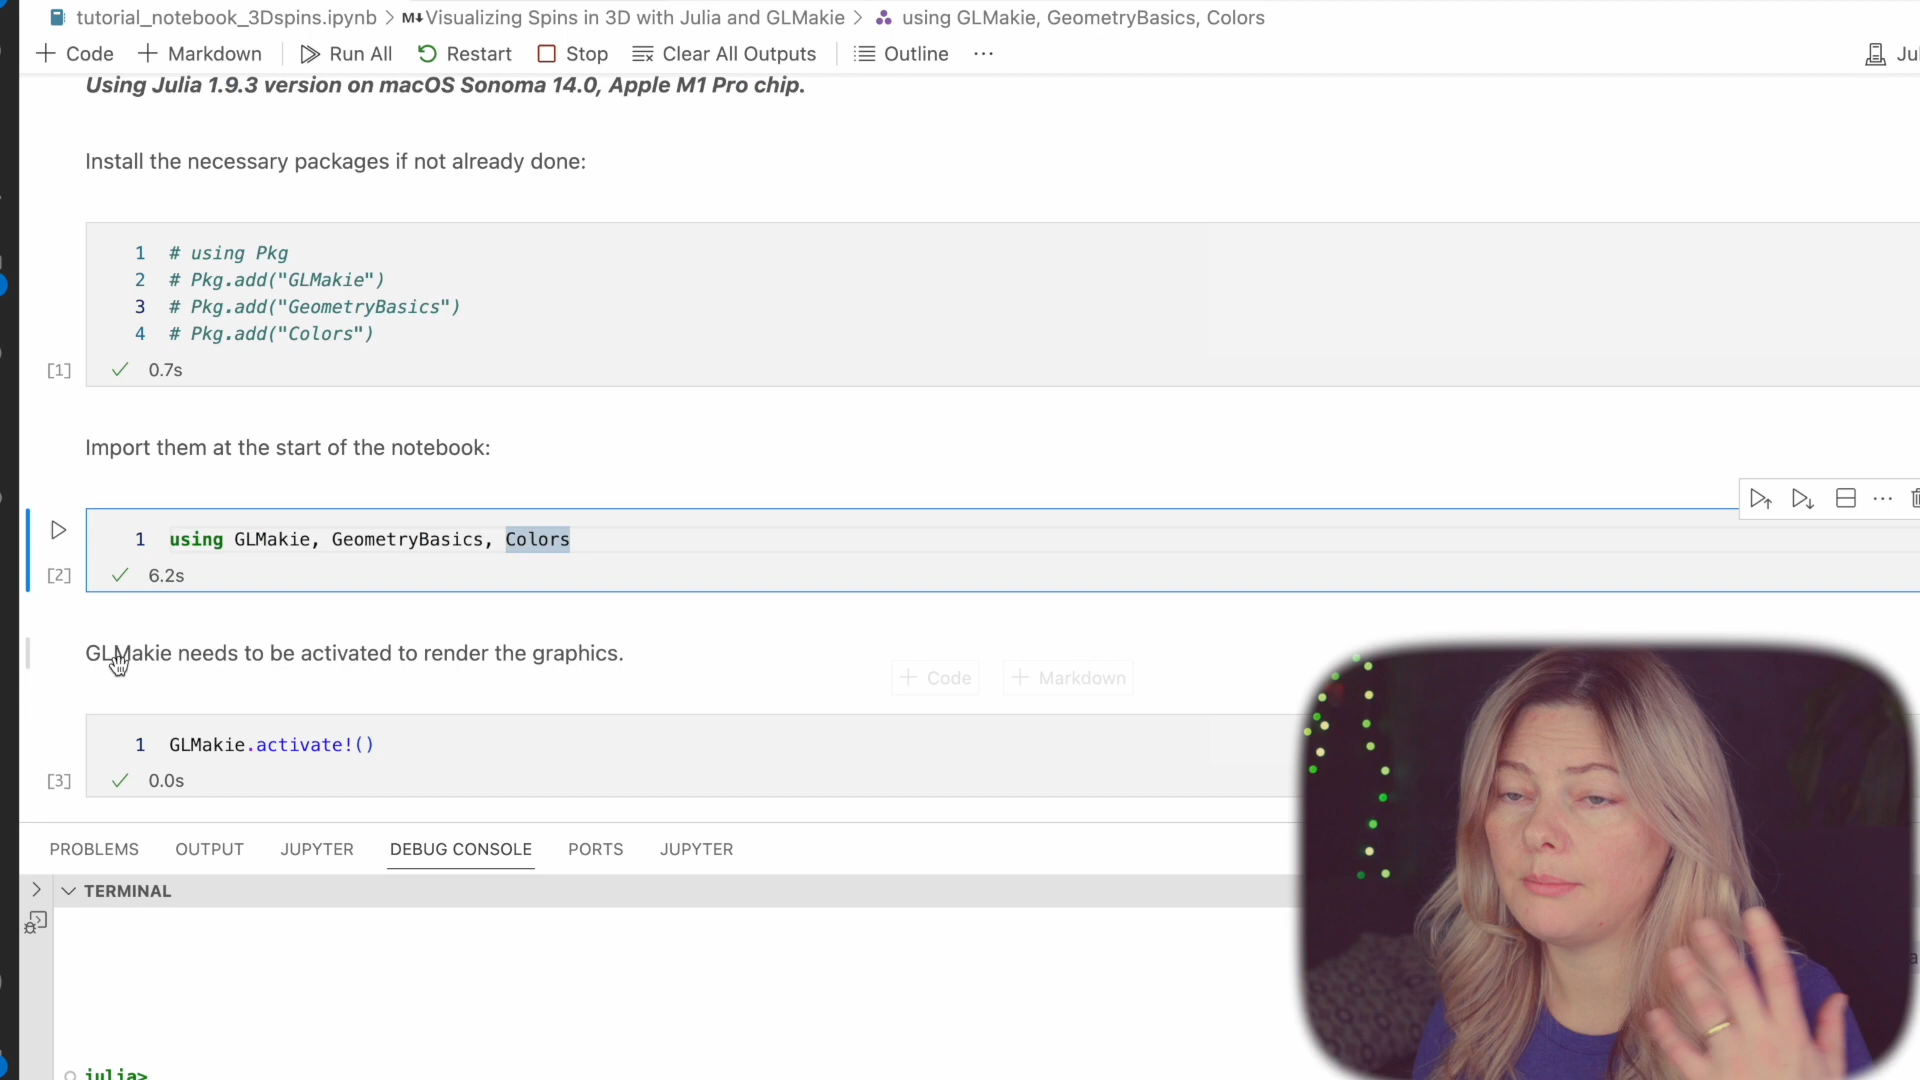 tutorial_notebook_3Dspins.ipynb > M↓Visualizing Spins in 3D with Julia and GLMakie > using GLMakie, GeometryBasics, Colors
+ Code + Markdown Run All Restart Stop Clear All Outputs Outline ···
Using Julia 1.9.3 version on macOS Sonoma 14.0, Apple M1 Pro chip.
Install the necessary packages if not already done:
1 # using Pkg
2 # Pkg.add("GLMakie")
3 # Pkg.add("GeometryBasics")
4 # Pkg.add("Colors")
[1] ✓ 0.7s
Import them at the start of the notebook:
1 using GLMakie, GeometryBasics, Colors
[2] ✓ 6.2s
GLMakie needs to be activated to render the graphics.
+ Code + Markdown
1 GLMakie.activate!()
[3] ✓ 0.0s
PROBLEMS OUTPUT JUPYTER DEBUG CONSOLE PORTS JUPYTER
TERMINAL
julia>